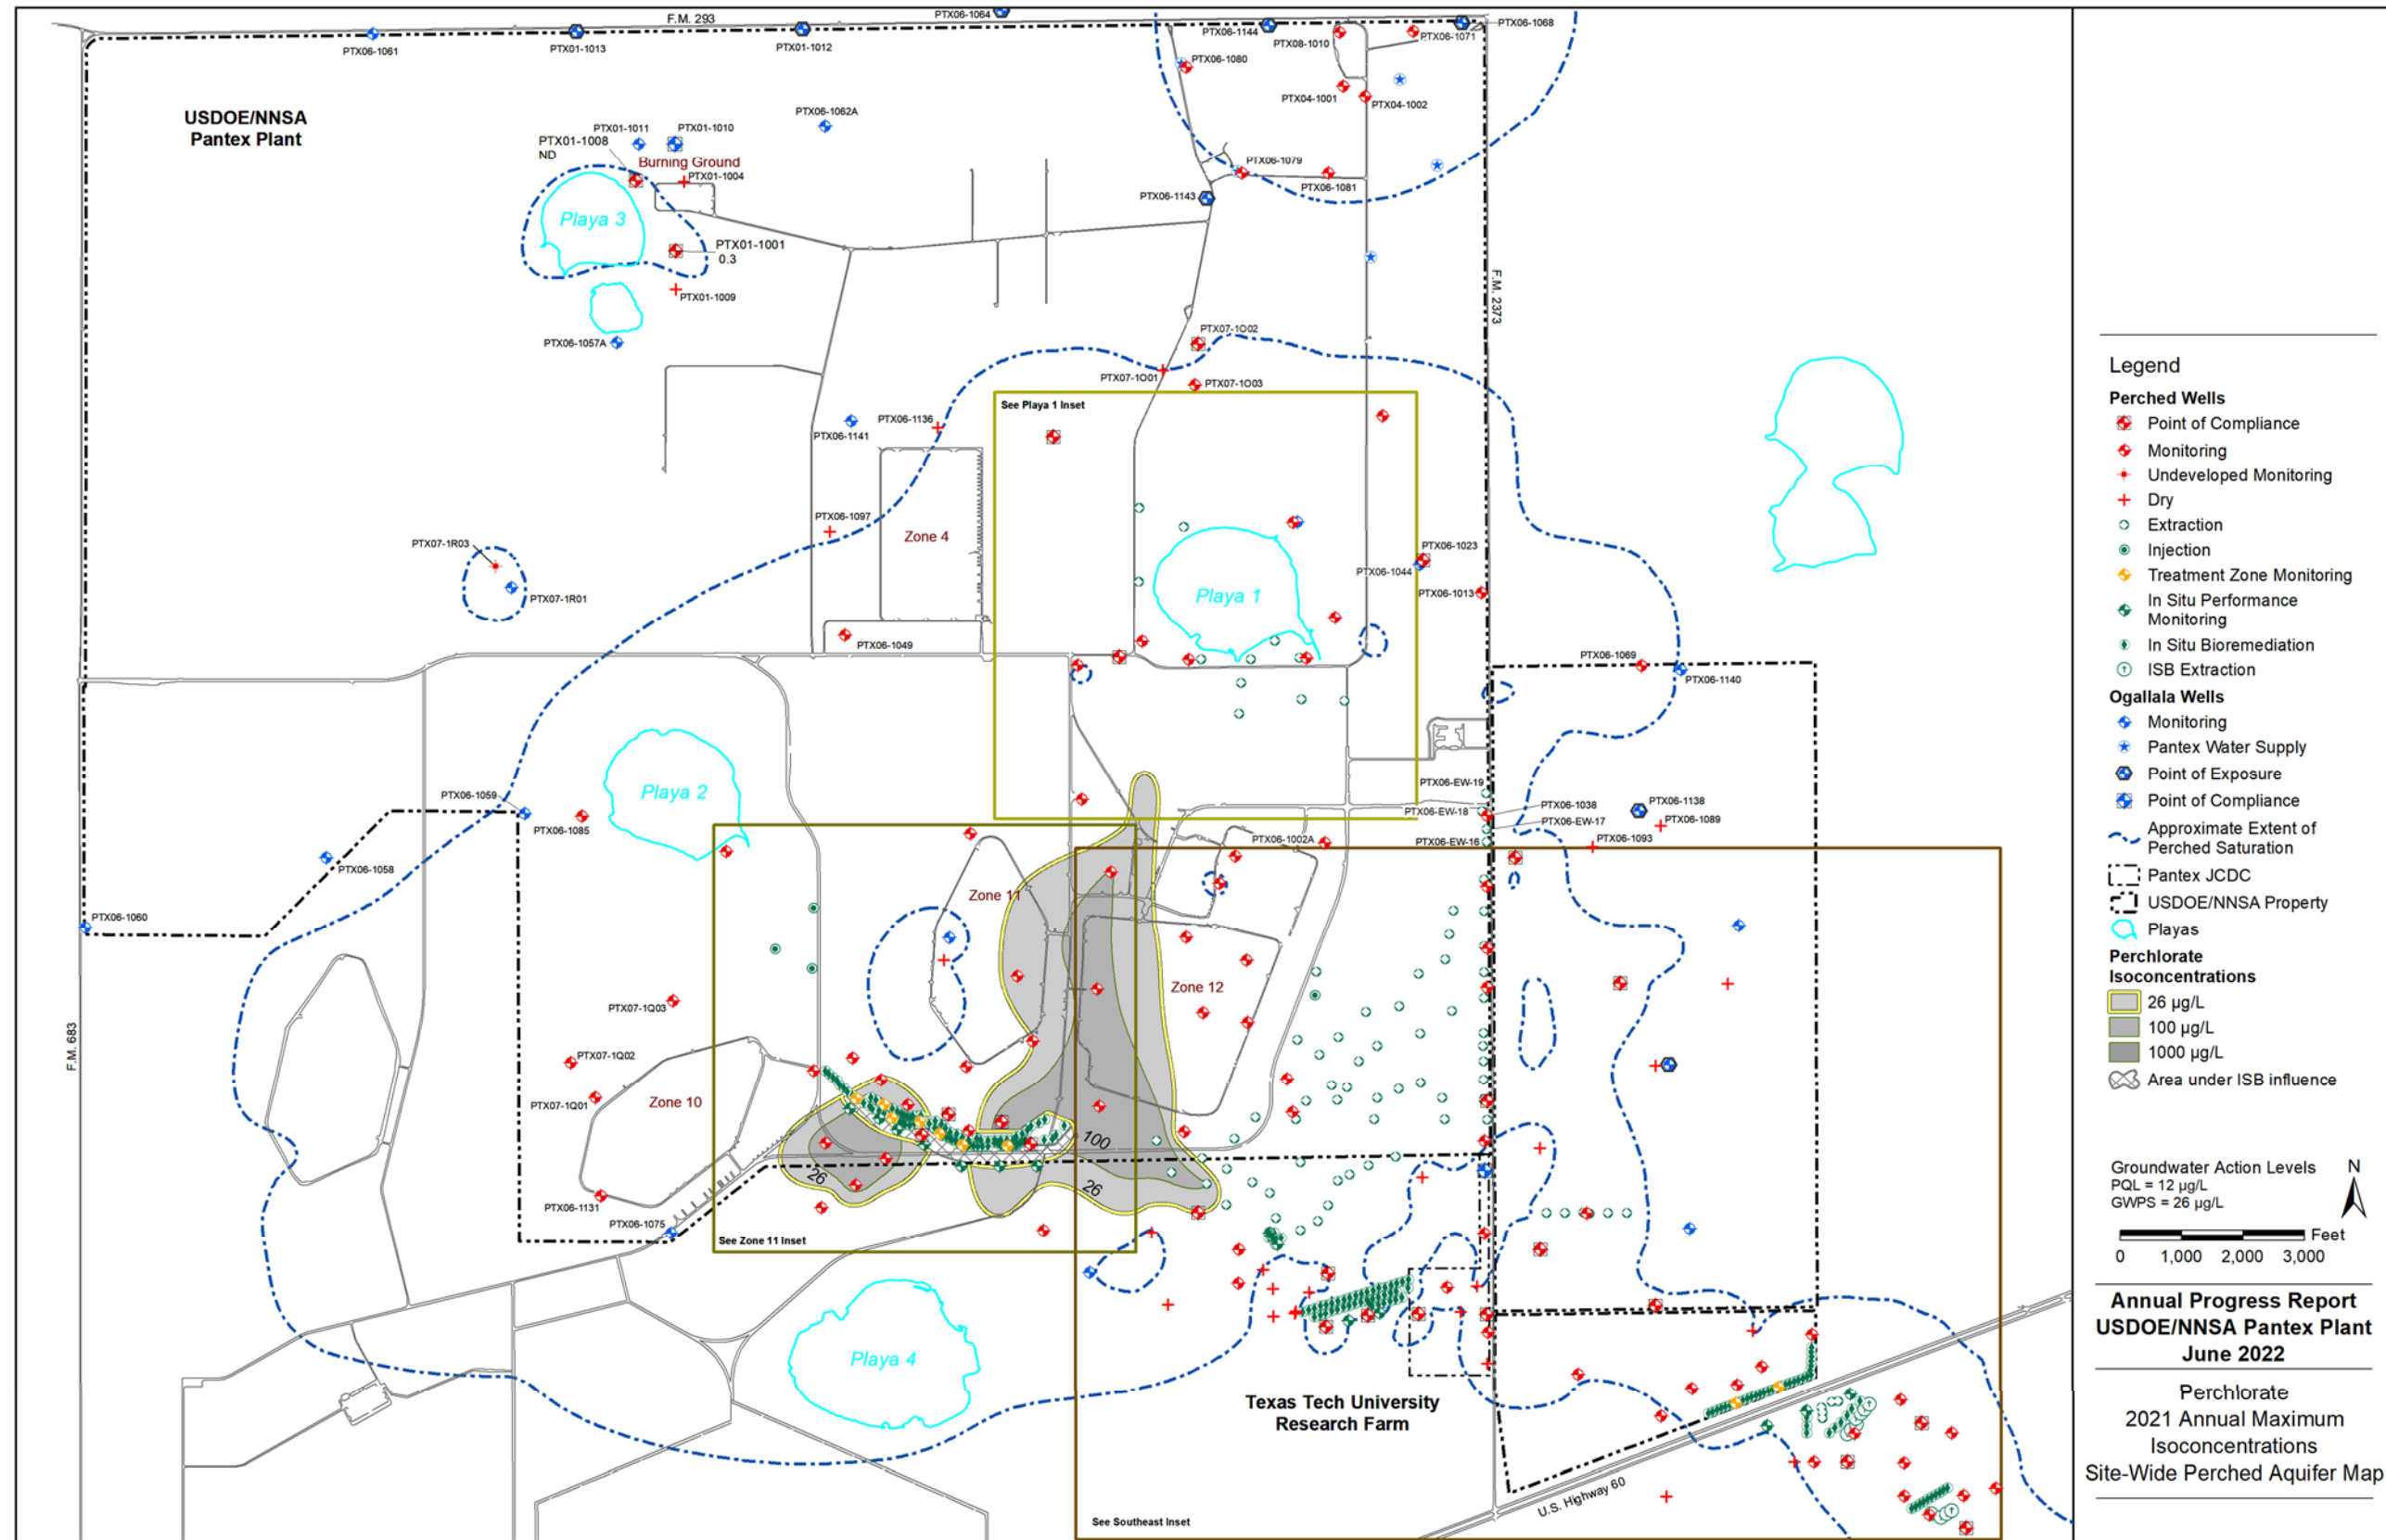 F.M. 293
PTX06-1064
PTX06-1061
PTX01-1013
PTX01-1012
PTX06-1144
PTX08-1010
PTX06-1071
PTX06-1068
PTX06-1080
PTX04-1001
PTX04-1002
USDOE/NNSA
Pantex Plant
PTX06-1062A
PTX01-1011
PTX01-1010
PTX01-1008
ND
Burning Ground
PTX01-1004
PTX06-1079
PTX06-1081
PTX06-1143
Playa 3
PTX01-1001
0.3
PTX01-1009
F.M. 2373
PTX06-1057A
PTX07-1O02
PTX07-1O01
PTX07-1O03
See Playa 1 Inset
PTX06-1136
PTX06-1141
PTX06-1097
Zone 4
PTX07-1R03
PTX07-1R01
PTX06-1023
PTX06-1044
PTX06-1013
Playa 1
PTX06-1049
PTX06-1069
PTX06-1140
PTX06-1059
Playa 2
PTX06-1085
PTX06-EW-19
PTX06-EW-18
PTX06-1038
PTX06-EW-17
PTX06-EW-16
PTX06-1138
PTX06-1089
PTX06-1093
PTX06-1002A
PTX06-1058
PTX06-1060
Zone 11
Zone 12
PTX07-1Q03
F.M. 683
PTX07-1Q02
PTX07-1Q01
Zone 10
100
26
26
PTX06-1131
PTX06-1075
See Zone 11 Inset
Playa 4
Texas Tech University
Research Farm
U.S. Highway 60
See Southeast Inset
Legend
Perched Wells
Point of Compliance
Monitoring
Undeveloped Monitoring
Dry
Extraction
Injection
Treatment Zone Monitoring
In Situ Performance
Monitoring
In Situ Bioremediation
ISB Extraction
Ogallala Wells
Monitoring
Pantex Water Supply
Point of Exposure
Point of Compliance
Approximate Extent of
Perched Saturation
Pantex JCDC
USDOE/NNSA Property
Playas
Perchlorate
Isoconcentrations
26 µg/L
100 µg/L
1000 µg/L
Area under ISB influence
Groundwater Action Levels
PQL = 12 µg/L
GWPS = 26 µg/L
N
Feet
0 1,000 2,000 3,000
Annual Progress Report
USDOE/NNSA Pantex Plant
June 2022
Perchlorate
2021 Annual Maximum
Isoconcentrations
Site-Wide Perched Aquifer Map